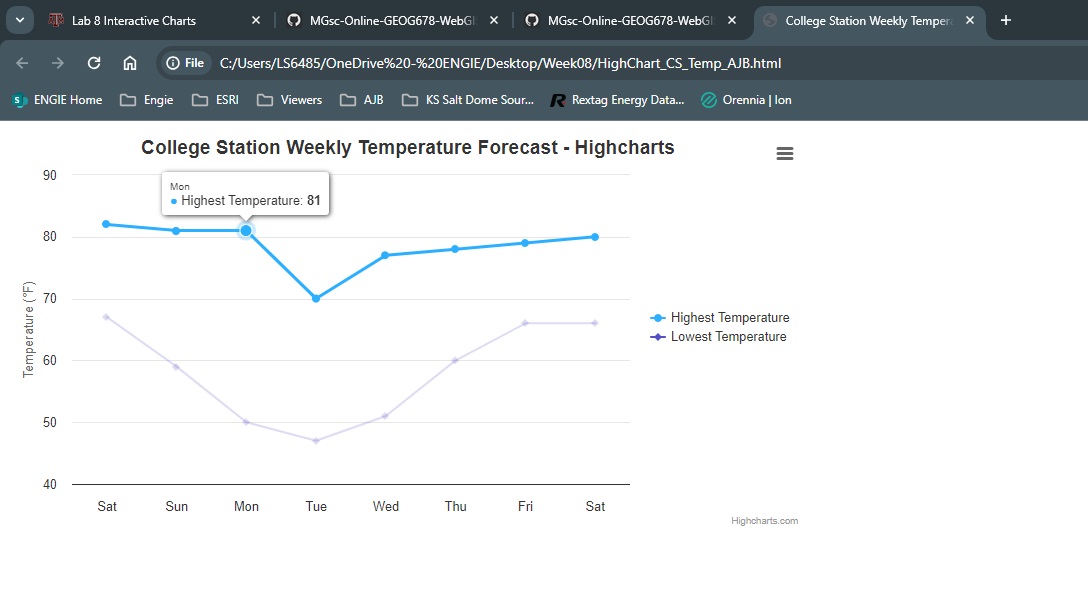 Lab 8 Interactive Charts
MGsc-Online-GEOG678-WebGI
MGsc-Online-GEOG678-WebGI
College Station Weekly Tempera
File
C:/Users/LS6485/OneDrive%20-%20ENGIE/Desktop/Week08/HighChart_CS_Temp_AJB.html
S
ENGIE Home
Engie
ESRI
Viewers
AJB
KS Salt Dome Sour...
R
Rextag Energy Data...
Orennia | Ion
College Station Weekly Temperature Forecast - Highcharts
90
Mon
Highest Temperature: 81
80
70
Temperature (°F)
Highest Temperature
Lowest Temperature
60
50
40
Sat Sun Mon Tue Wed Thu Fri Sat
Highcharts.com